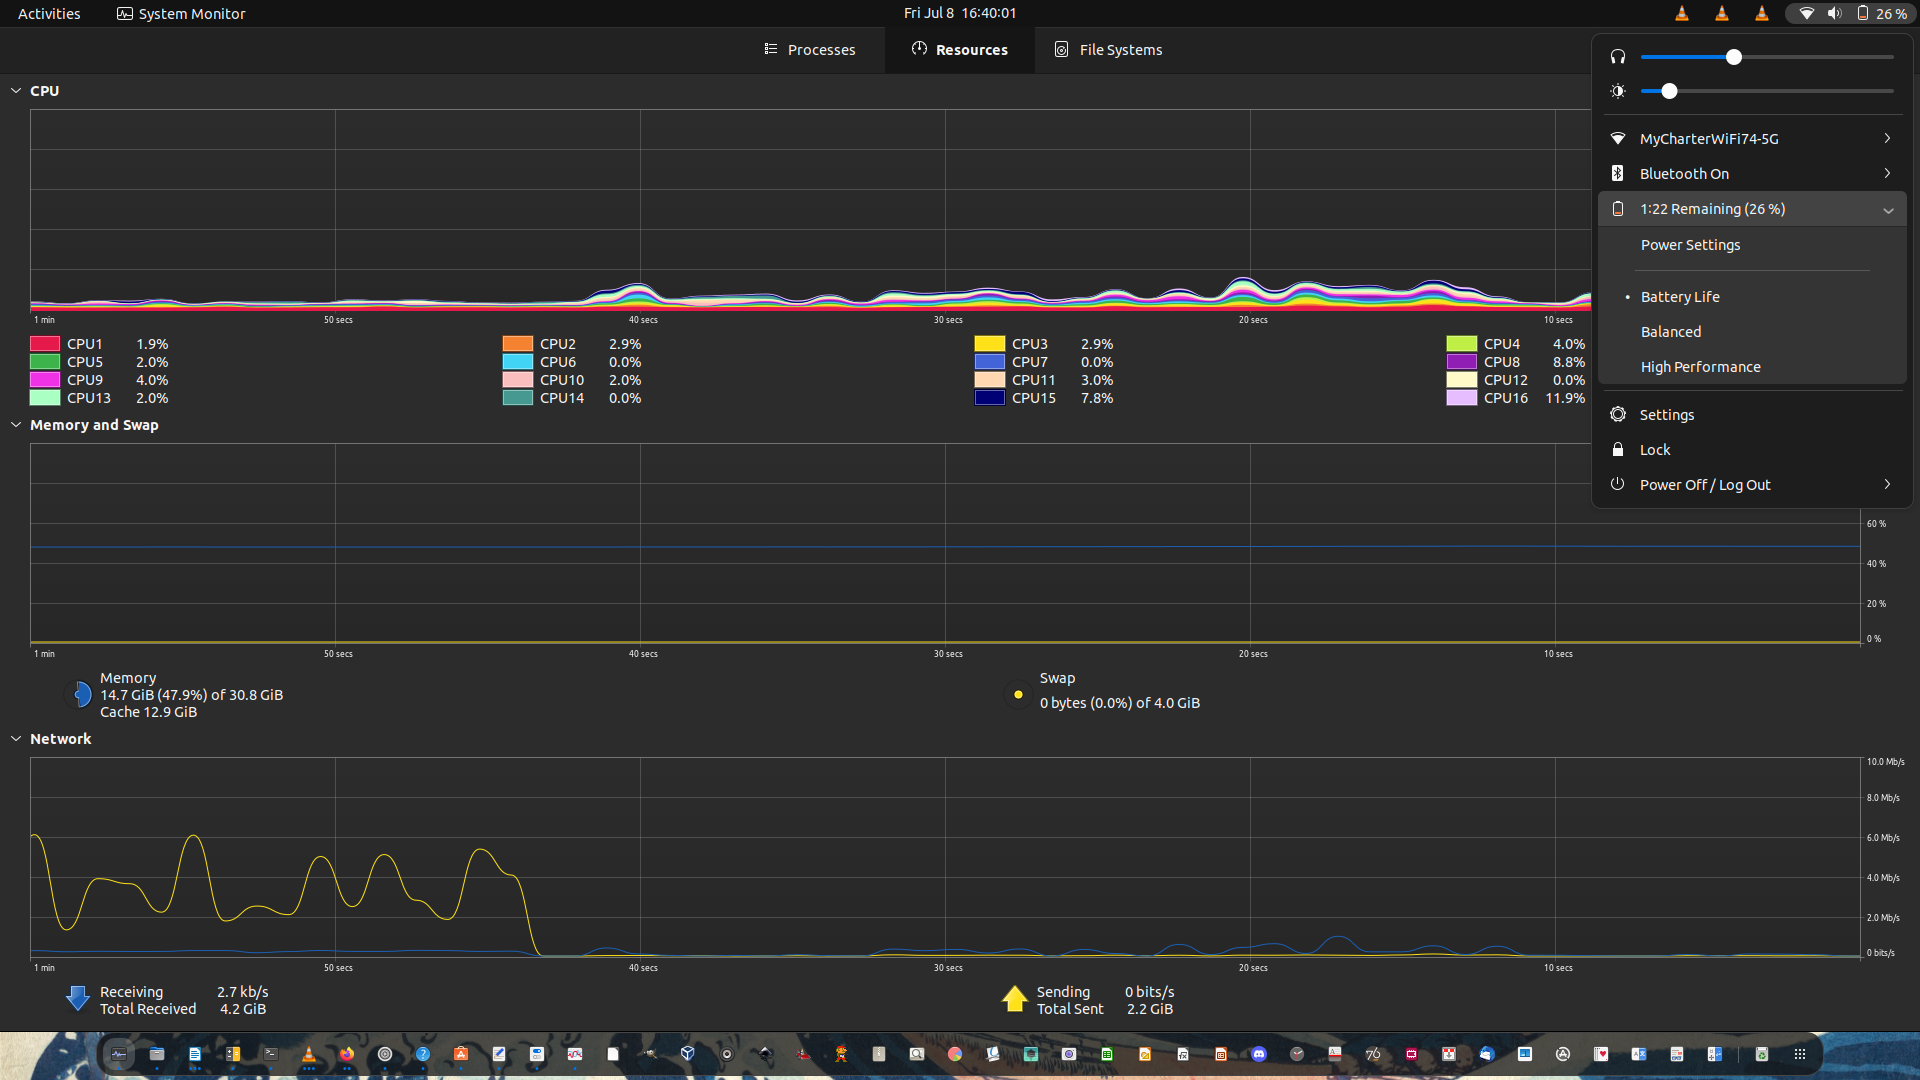 Activities
System Monitor
Fri Jul 8 16:40:01
26 %
Processes
Resources
File Systems
CPU
1 min
50 secs
40 secs
30 secs
20 secs
10 secs
CPU1 1.9%
CPU2 2.9%
CPU3 2.9%
CPU4 4.0%
CPU5 2.0%
CPU6 0.0%
CPU7 0.0%
CPU8 8.8%
CPU9 4.0%
CPU10 2.0%
CPU11 3.0%
CPU12 0.0%
CPU13 2.0%
CPU14 0.0%
CPU15 7.8%
CPU16 11.9%
MyCharterWiFi74-5G
Bluetooth On
1:22 Remaining (26 %)
Power Settings
• Battery Life
Balanced
High Performance
Settings
Lock
Power Off / Log Out
Memory and Swap
60 %
40 %
20 %
0 %
1 min
50 secs
40 secs
30 secs
20 secs
10 secs
Memory
14.7 GiB (47.9%) of 30.8 GiB
Cache 12.9 GiB
Swap
0 bytes (0.0%) of 4.0 GiB
Network
10.0 Mb/s
8.0 Mb/s
6.0 Mb/s
4.0 Mb/s
2.0 Mb/s
0 bits/s
1 min
50 secs
40 secs
30 secs
20 secs
10 secs
Receiving 2.7 kb/s
Total Received 4.2 GiB
Sending 0 bits/s
Total Sent 2.2 GiB